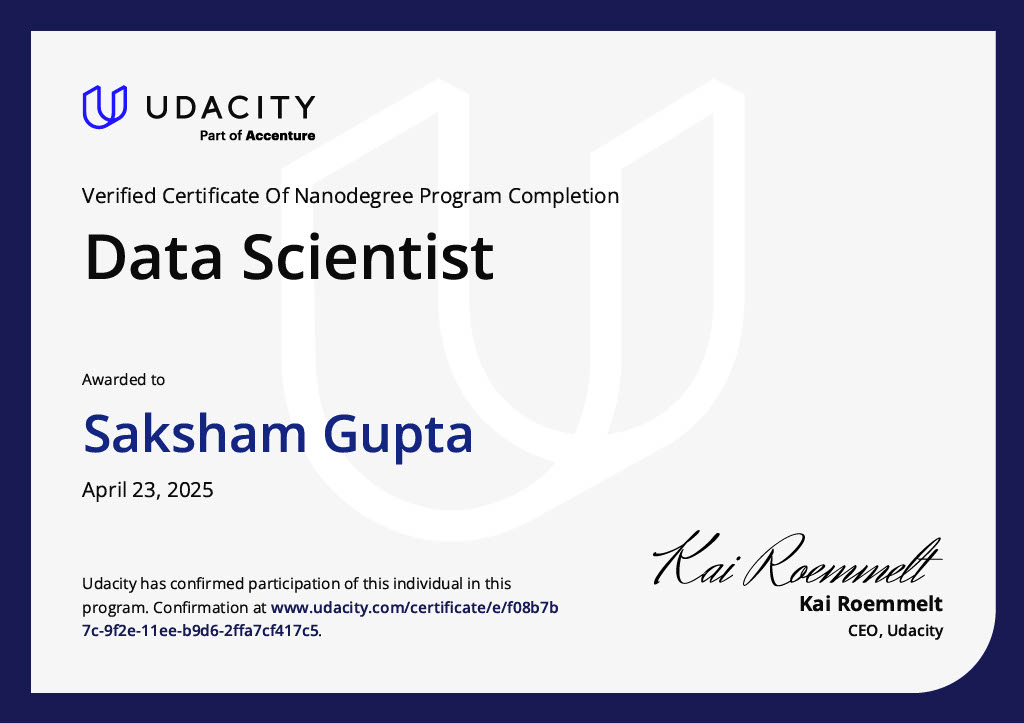 UDACITY
Part of Accenture
Verified Certificate Of Nanodegree Program Completion
Data Scientist
Awarded to
Saksham Gupta
April 23, 2025
Udacity has confirmed participation of this individual in this
program. Confirmation at www.udacity.com/certificate/e/f08b7b
7c-9f2e-11ee-b9d6-2ffa7cf417c5.
Kai Roemmelt
Kai Roemmelt
CEO, Udacity